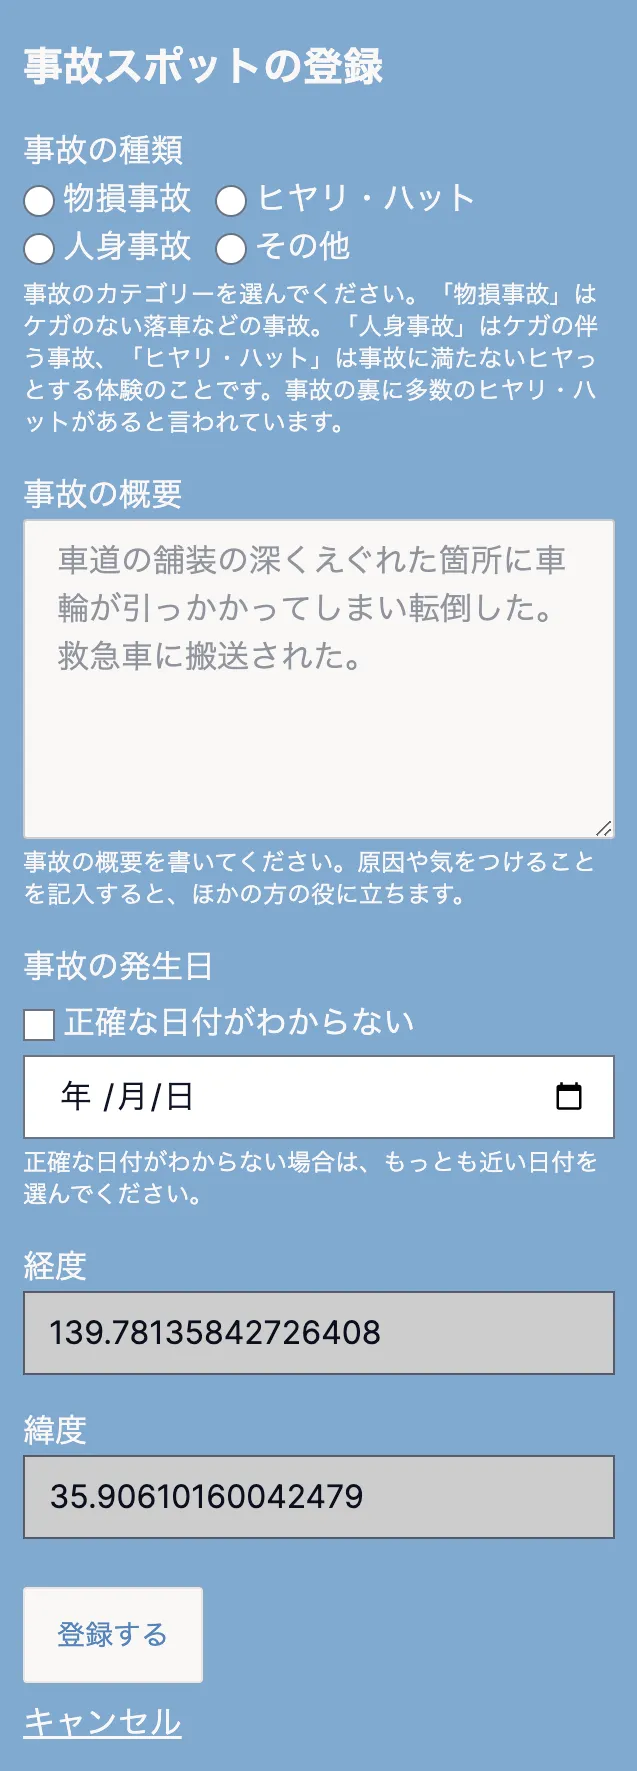 事故スポットの登録
事故の種類
物損事故 ヒヤリ・ハット
人身事故 その他
事故のカテゴリーを選んでください。「物損事故」は
ケガのない落車などの事故。「人身事故」はケガの伴
う事故、「ヒヤリ・ハット」は事故に満たないヒヤっ
とする体験のことです。事故の裏に多数のヒヤリ・ハ
ットがあると言われています。
事故の概要
車道の舗装の深くえぐれた箇所に車
輪が引っかかってしまい転倒した。
救急車に搬送された。
事故の概要を書いてください。原因や気をつけること
を記入すると、ほかの方の役に立ちます。
事故の発生日
正確な日付がわからない
年 /月/日
正確な日付がわからない場合は、もっとも近い日付を
選んでください。
経度
139.78135842726408
緯度
35.90610160042479
登録する
キャンセル